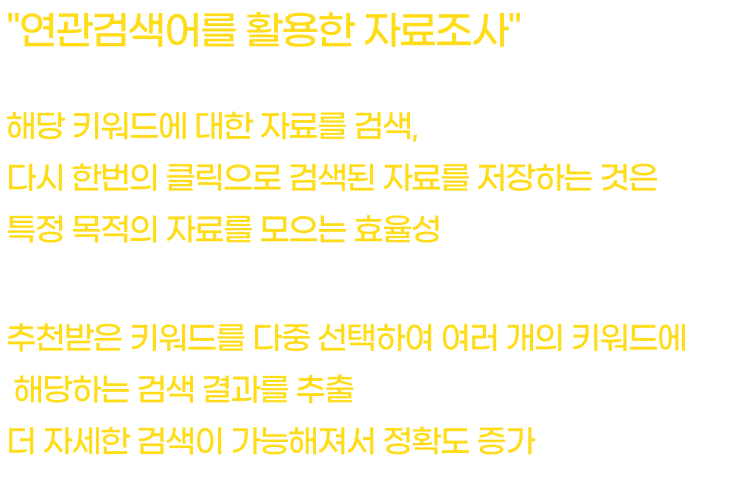 "연관검색어를 활용한 자료조사"
해당 키워드에 대한 자료를 검색,
다시 한번의 클릭으로 검색된 자료를 저장하는 것은
특정 목적의 자료를 모으는 효율성
추천받은 키워드를 다중 선택하여 여러 개의 키워드에
해당하는 검색 결과를 추출
더 자세한 검색이 가능해져서 정확도 증가